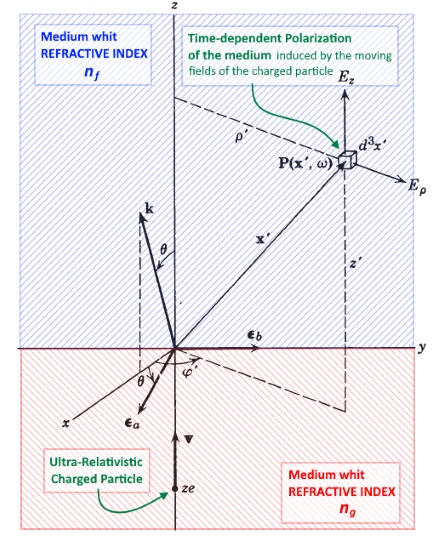 z
Medium whit
REFRACTIVE INDEX
n_f
Time-dependent Polarization
of the medium induced by the moving
fields of the charged particle
E_z
ρ′
d³x′
P(x′, ω)
E_ρ
k
θ
x′
z′
ϵ_b
y
θ
φ′
x
ϵ_a
v
Ultra-Relativistic
Charged Particle
ze
Medium whit
REFRACTIVE INDEX
n_g